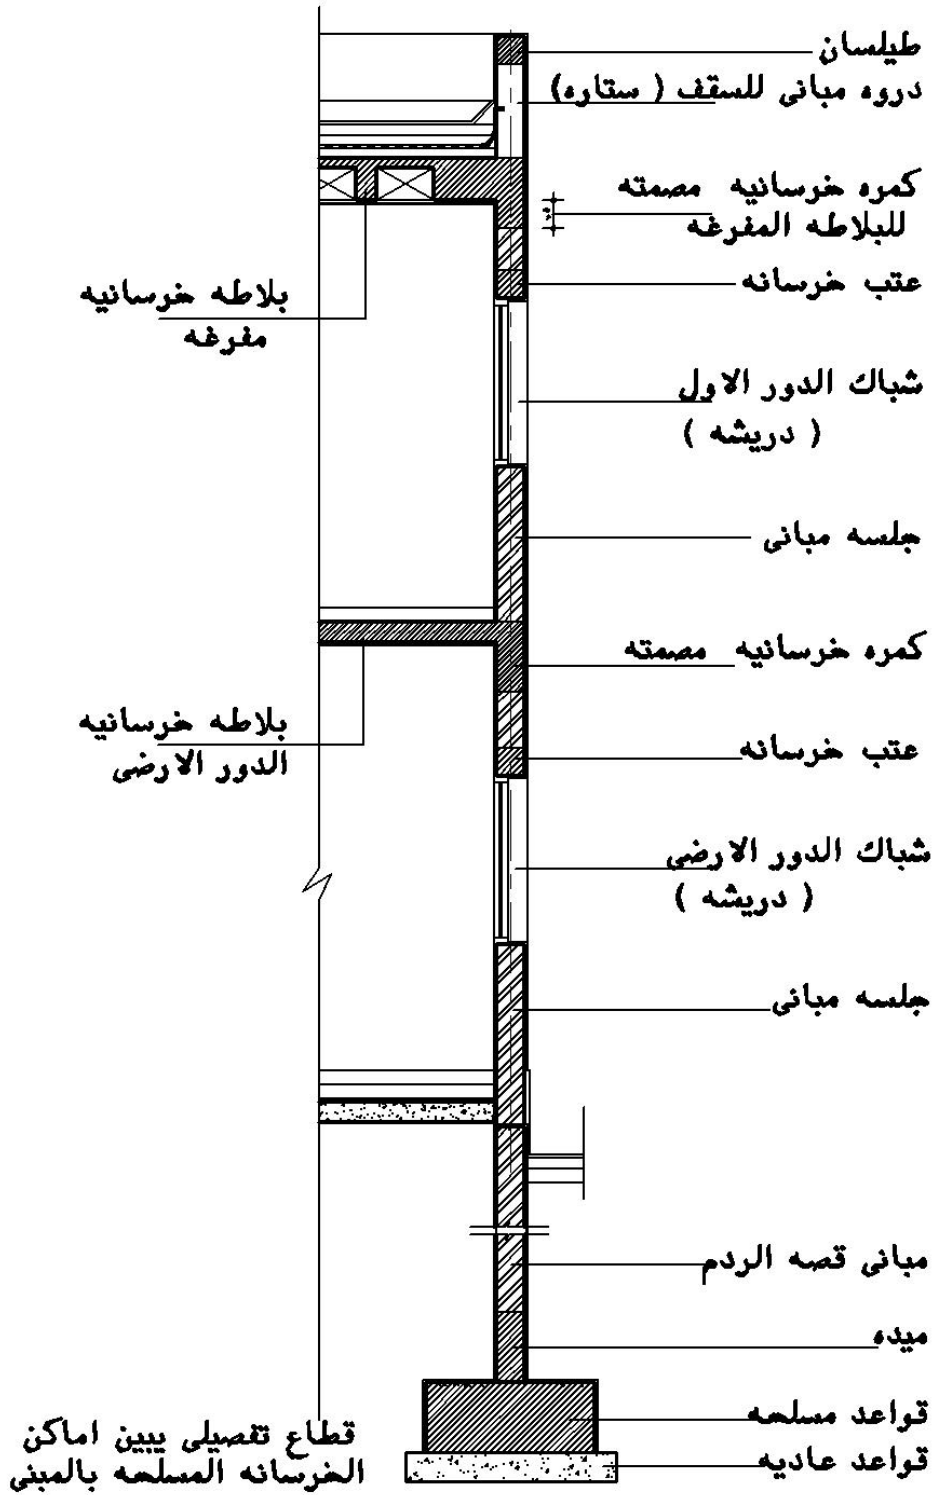 طيلسان
دروه مبانى للسقف ( ستاره)
كمره خرسانيه مصمته
للبلاطه المفرغه
عتب خرسانه
بلاطه خرسانيه
مفرغه
شباك الدور الاول
( دريشه )
جلسه مبانى
كمره خرسانيه مصمته
بلاطه خرسانيه
الدور الارضى
عتب خرسانه
شباك الدور الارضى
( دريشه )
جلسه مبانى
مبانى قصه الردم
ميده
قواعد مسلحه
قواعد عاديه
قطاع تفصيلى يبين اماكن
الخرسانه المسلحه بالمبنى